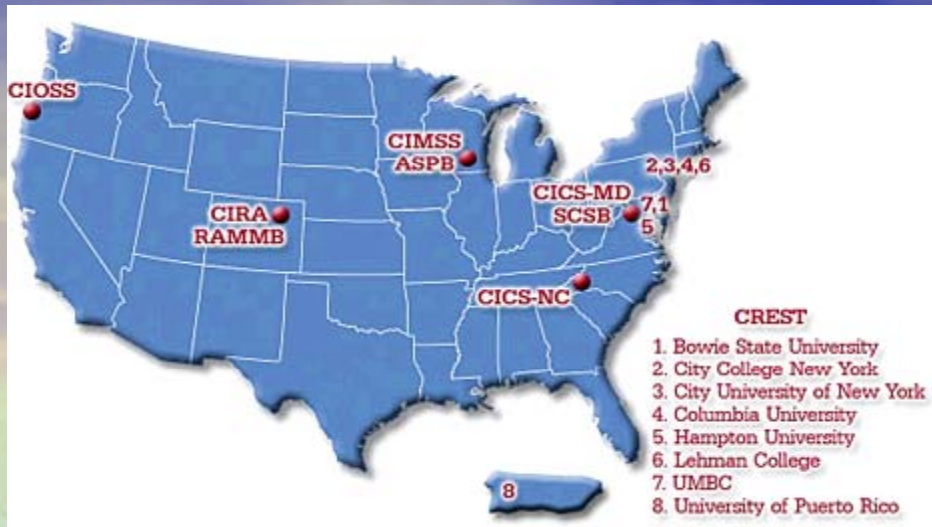 CIOSS
CIMSS
ASPB
2,3,4,6
CICS-MD
SCSB
7,1
5
CIRA
RAMMB
CICS-NC
CREST
1. Bowie State University
2. City College New York
3. City University of New York
4. Columbia University
5. Hampton University
6. Lehman College
7. UMBC
8. University of Puerto Rico
8